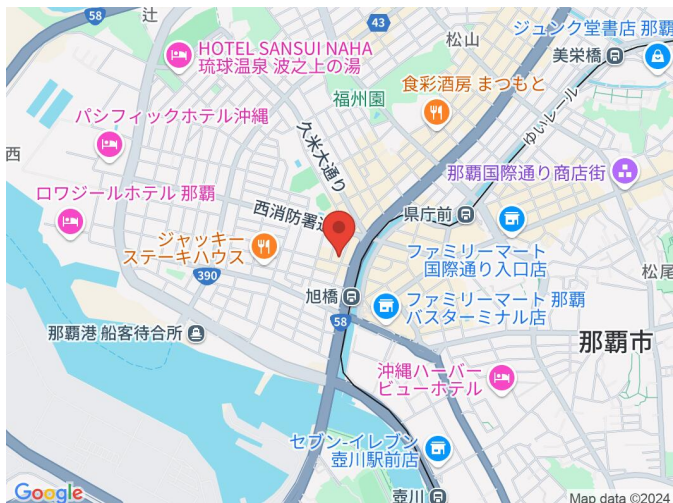 58
辻
43
松山
ジュンク堂書店 那覇
HOTEL SANSUI NAHA
琉球温泉 波之上の湯
美栄橋
食彩酒房 まつもと
福州園
パシフィックホテル沖縄
久米大通り
ゆいレール
西
那覇国際通り商店街
ロワジールホテル 那覇
西消防署通
県庁前
ジャッキー
ステーキハウス
ファミリーマート
国際通り入口店
松尾
390
旭橋
ファミリーマート 那覇
バスターミナル店
58
那覇港 船客待合所
那覇市
沖縄ハーバー
ビューホテル
セブン-イレブン
壺川駅前店
壺川
Google
Map data ©2024